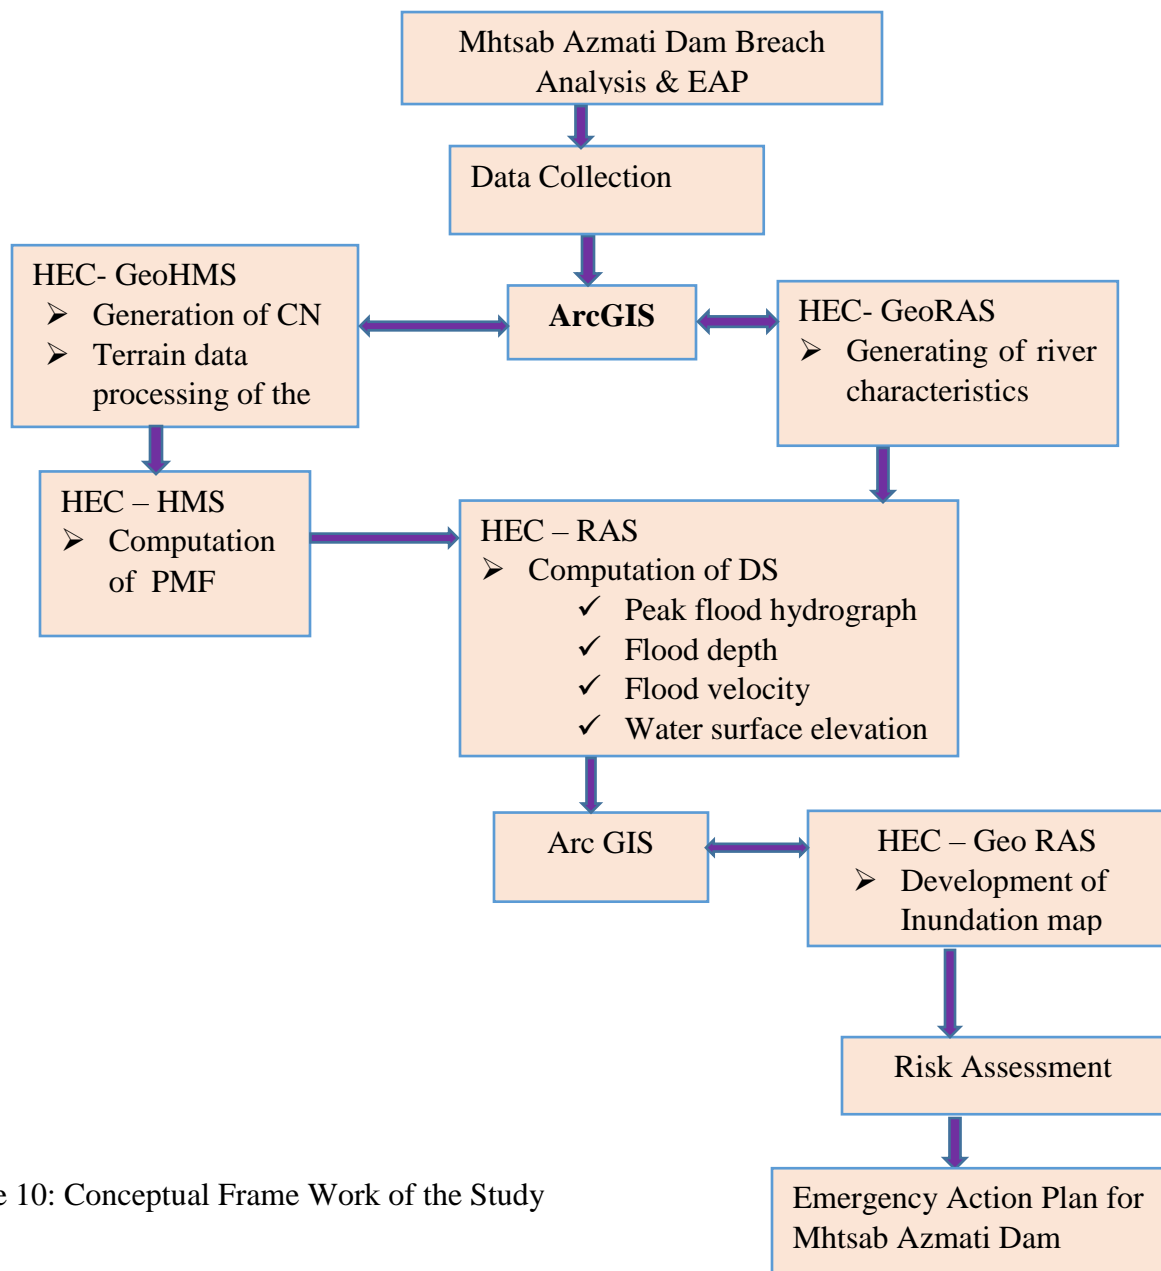 Mhtsab Azmati Dam Breach
Analysis & EAP
Data Collection
HEC- GeoHMS
➢ Generation of CN
➢ Terrain data
processing of the
ArcGIS
HEC- GeoRAS
➢ Generating of river
characteristics
HEC – HMS
➢ Computation
of PMF
HEC – RAS
➢ Computation of DS
✓ Peak flood hydrograph
✓ Flood depth
✓ Flood velocity
✓ Water surface elevation
Arc GIS
HEC – Geo RAS
➢ Development of
Inundation map
Risk Assessment
Emergency Action Plan for
Mhtsab Azmati Dam
e 10: Conceptual Frame Work of the Study